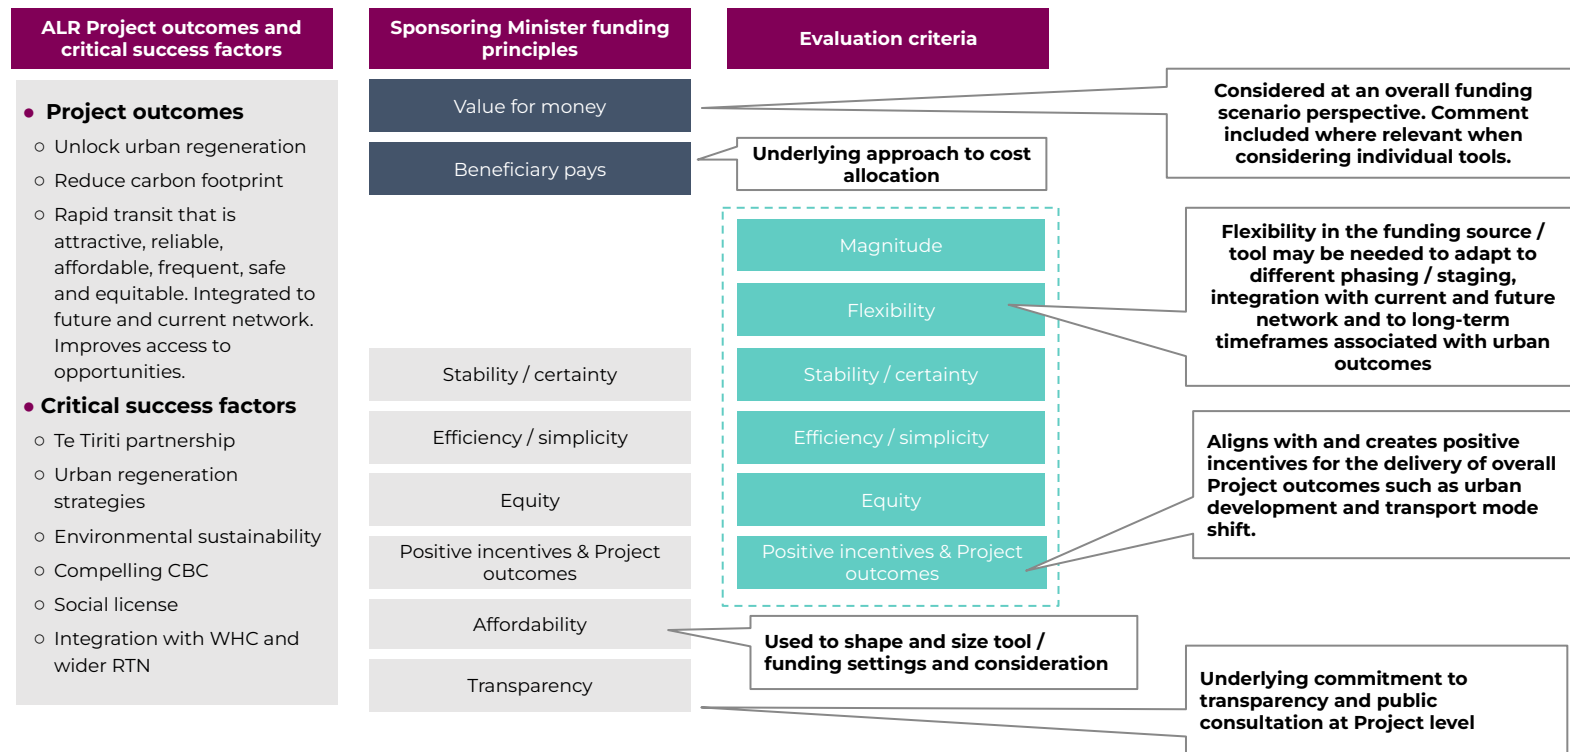 ALR Project outcomes and
critical success factors
Sponsoring Minister funding
principles
Evaluation criteria
● Project outcomes
○ Unlock urban regeneration
○ Reduce carbon footprint
○ Rapid transit that is
attractive, reliable,
affordable, frequent, safe
and equitable. Integrated to
future and current network.
Improves access to
opportunities.
● Critical success factors
○ Te Tiriti partnership
○ Urban regeneration
strategies
○ Environmental sustainability
○ Compelling CBC
○ Social license
○ Integration with WHC and
wider RTN
Value for money
Beneficiary pays
Stability / certainty
Efficiency / simplicity
Equity
Positive incentives & Project
outcomes
Affordability
Transparency
Magnitude
Flexibility
Stability / certainty
Efficiency / simplicity
Equity
Positive incentives & Project
outcomes
Considered at an overall funding
scenario perspective. Comment
included where relevant when
considering individual tools.
Underlying approach to cost
allocation
Flexibility in the funding source /
tool may be needed to adapt to
different phasing / staging,
integration with current and future
network and to long-term
timeframes associated with urban
outcomes
Aligns with and creates positive
incentives for the delivery of overall
Project outcomes such as urban
development and transport mode
shift.
Used to shape and size tool /
funding settings and consideration
Underlying commitment to
transparency and public
consultation at Project level